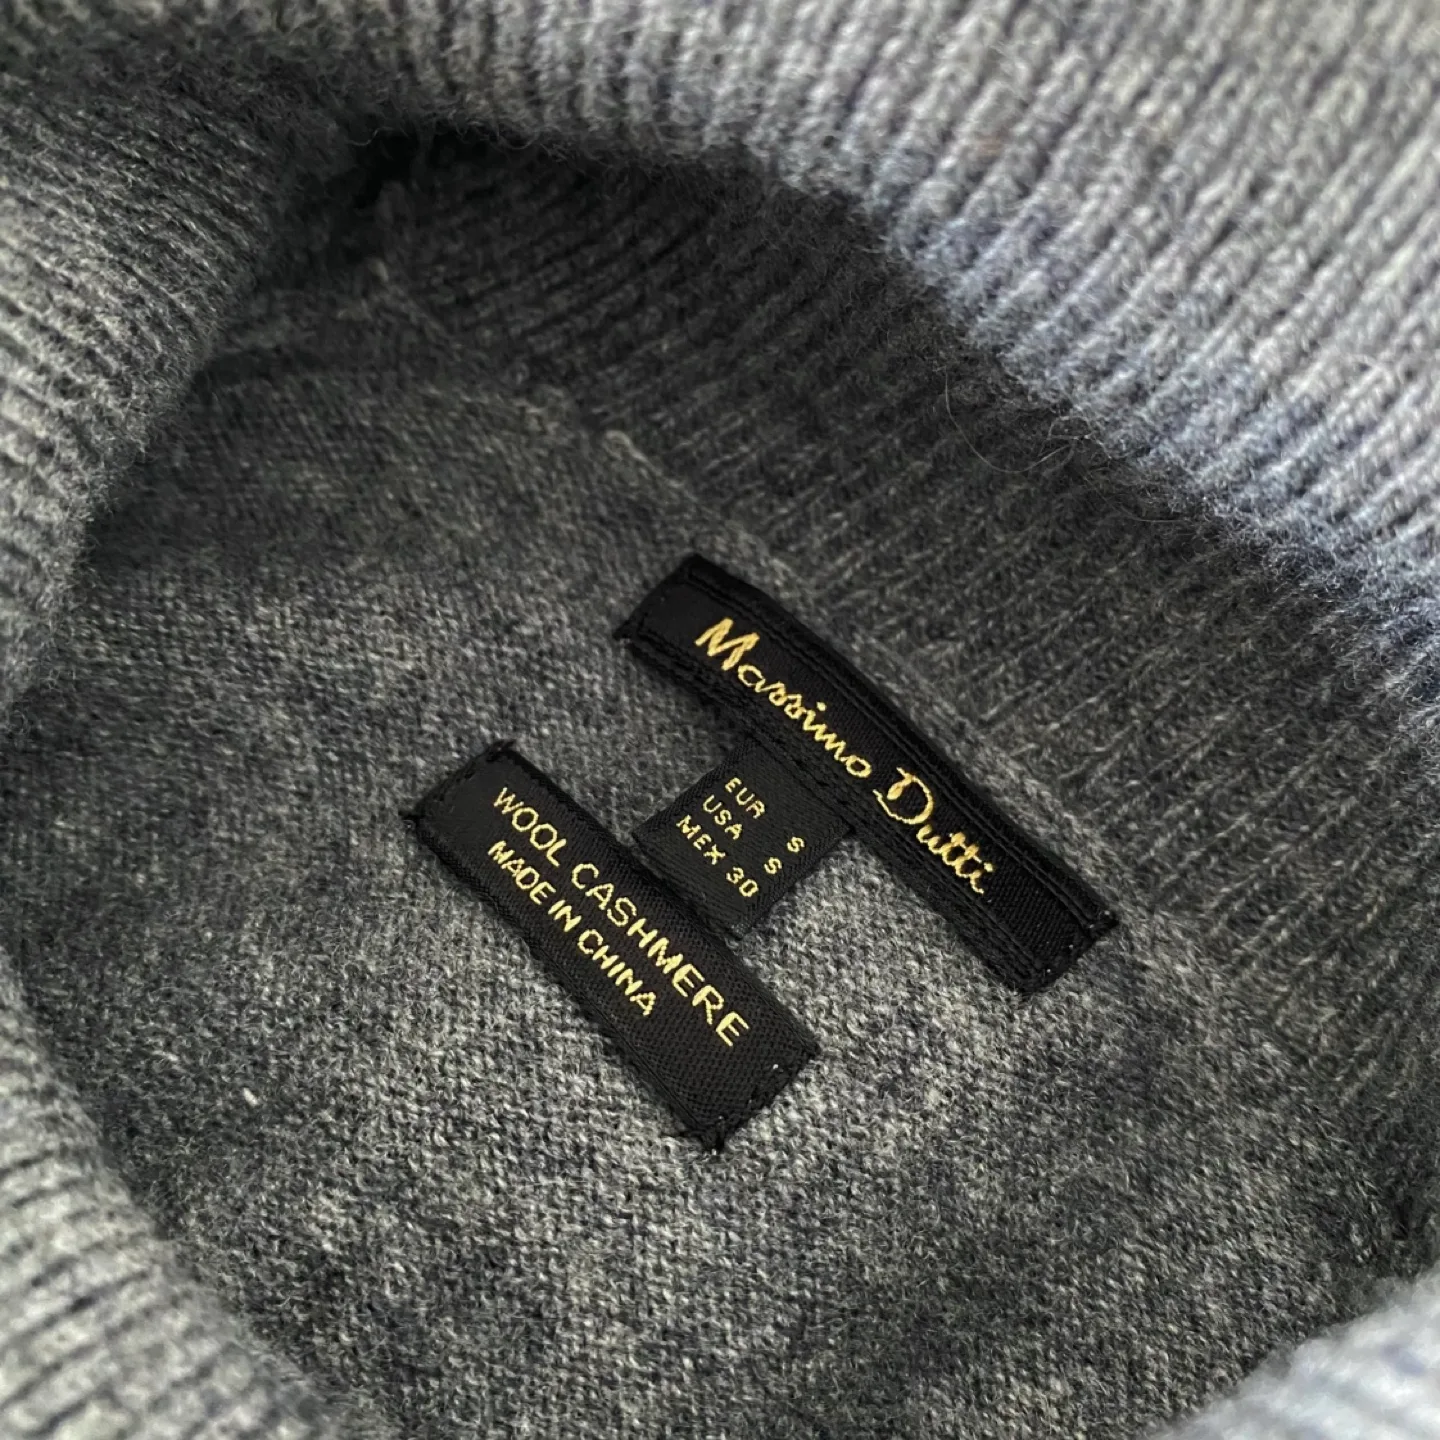 Massimo Dutti
EUR S
USA S
MEX 30
WOOL CASHMERE
MADE IN CHINA